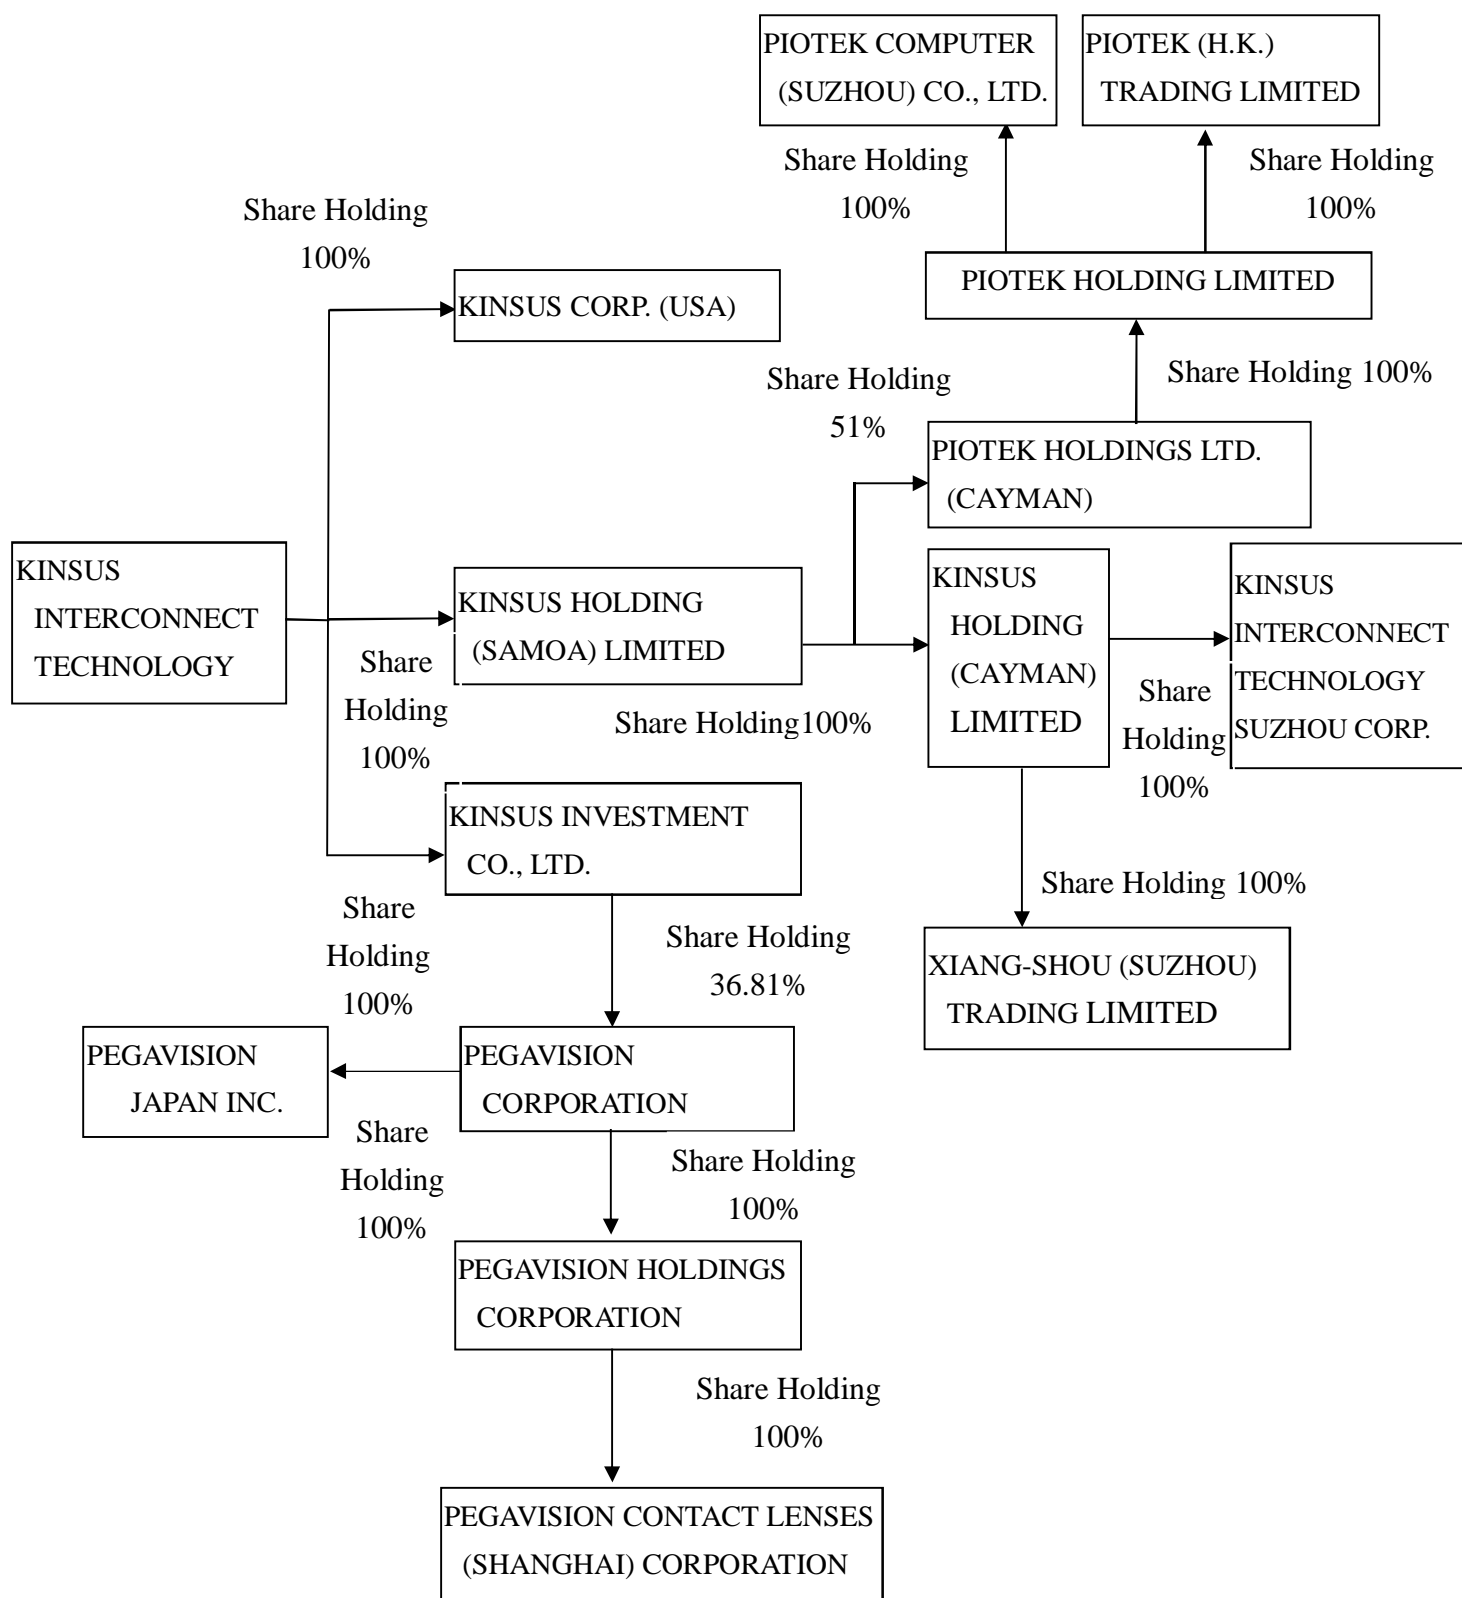 PIOTEK COMPUTER
(SUZHOU) CO., LTD.
PIOTEK (H.K.)
TRADING LIMITED
Share Holding
100%
Share Holding
100%
Share Holding
100%
PIOTEK HOLDING LIMITED
KINSUS CORP. (USA)
Share Holding
51%
Share Holding 100%
PIOTEK HOLDINGS LTD.
(CAYMAN)
KINSUS
INTERCONNECT
TECHNOLOGY
KINSUS HOLDING
(SAMOA) LIMITED
KINSUS
HOLDING
(CAYMAN)
LIMITED
KINSUS
INTERCONNECT
TECHNOLOGY
SUZHOU CORP.
Share
Holding
100%
Share Holding100%
Share
Holding
100%
KINSUS INVESTMENT
CO., LTD.
Share Holding 100%
Share
Holding
100%
Share Holding
36.81%
XIANG-SHOU (SUZHOU)
TRADING LIMITED
PEGAVISION
JAPAN INC.
PEGAVISION
CORPORATION
Share
Holding
100%
Share Holding
100%
PEGAVISION HOLDINGS
CORPORATION
Share Holding
100%
PEGAVISION CONTACT LENSES
(SHANGHAI) CORPORATION